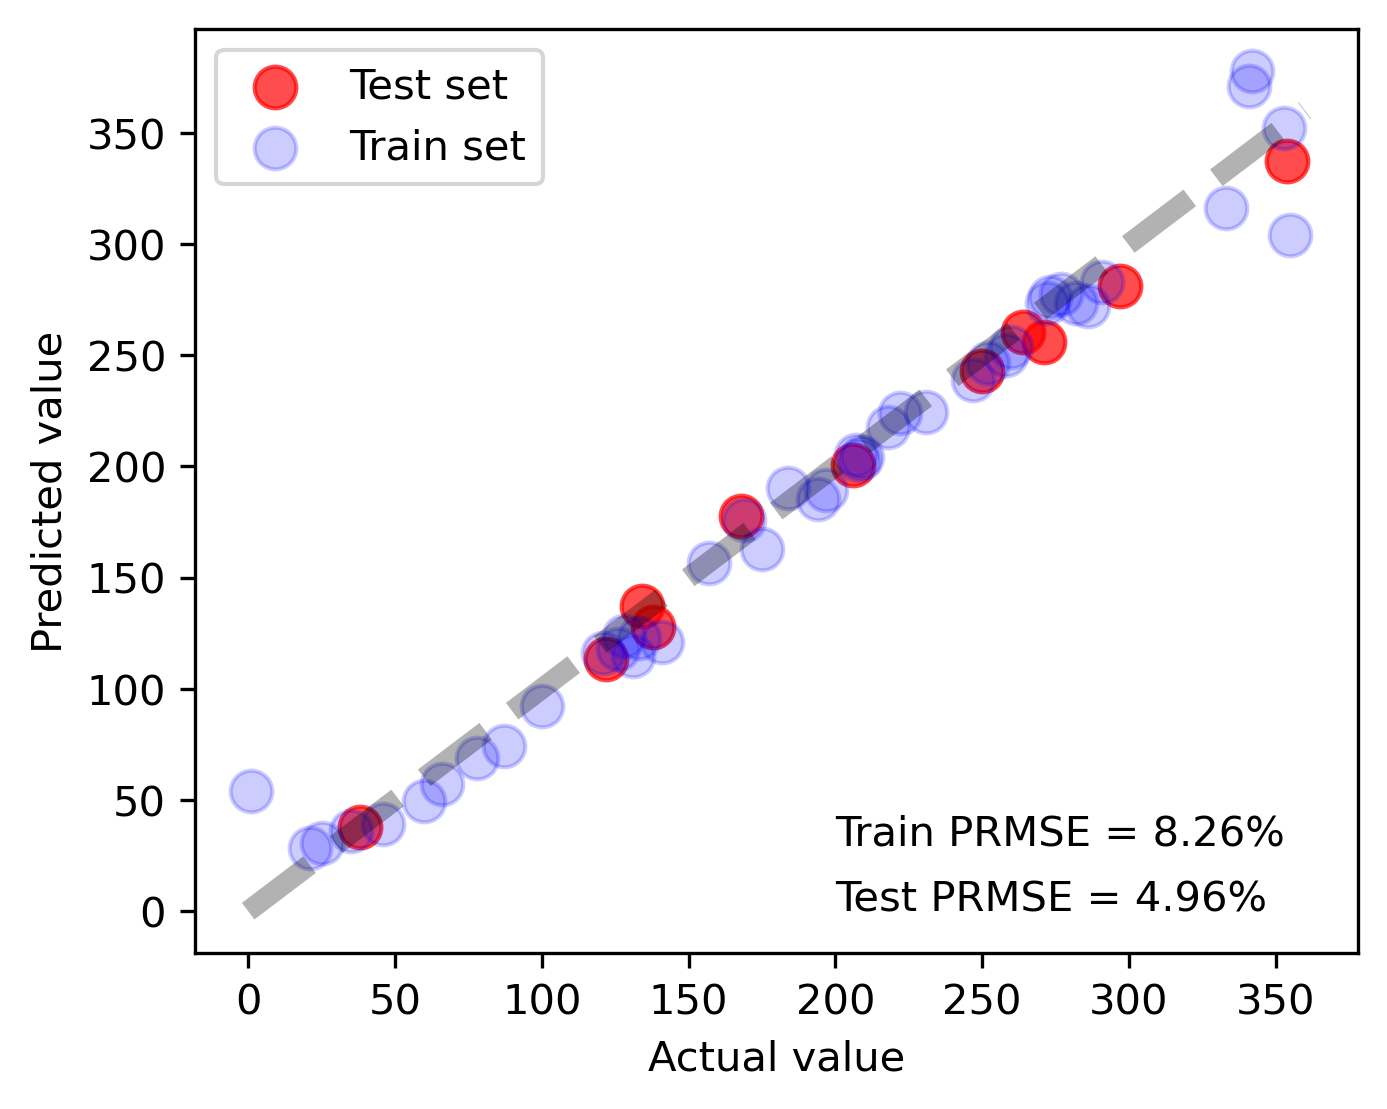 Test set
Train set
350
300
250
200
150
100
50
0
Predicted value
Train PRMSE = 8.26%
Test PRMSE = 4.96%
0 50 100 150 200 250 300 350
Actual value